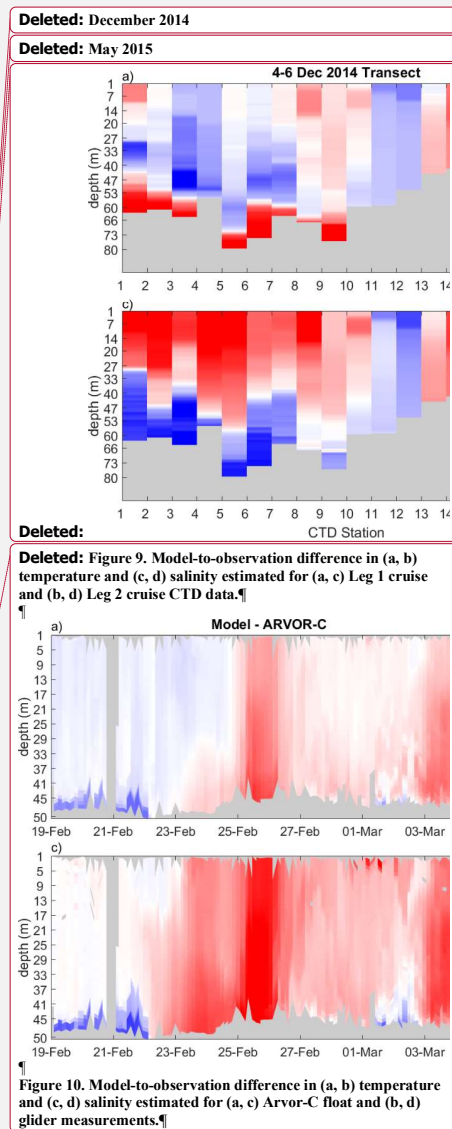 Deleted: December 2014
Deleted: May 2015
a)
4-6 Dec 2014 Transect
depth (m)
1
7
14
20
27
33
40
47
53
60
66
73
80
1 2 3 4 5 6 7 8 9 10 11 12 13 14
c)
depth (m)
1
7
14
20
27
33
40
47
53
60
66
73
80
1 2 3 4 5 6 7 8 9 10 11 12 13 14
CTD Station
Deleted:
Deleted: Figure 9. Model-to-observation difference in (a, b)
temperature and (c, d) salinity estimated for (a, c) Leg 1 cruise
and (b, d) Leg 2 cruise CTD data.¶
¶
a)
Model - ARVOR-C
depth (m)
1
5
9
13
17
21
25
29
33
37
41
45
50
19-Feb 21-Feb 23-Feb 25-Feb 27-Feb 01-Mar 03-Mar
c)
depth (m)
1
5
9
13
17
21
25
29
33
37
41
45
50
19-Feb 21-Feb 23-Feb 25-Feb 27-Feb 01-Mar 03-Mar
¶
Figure 10. Model-to-observation difference in (a, b) temperature
and (c, d) salinity estimated for (a, c) Arvor-C float and (b, d)
glider measurements.¶